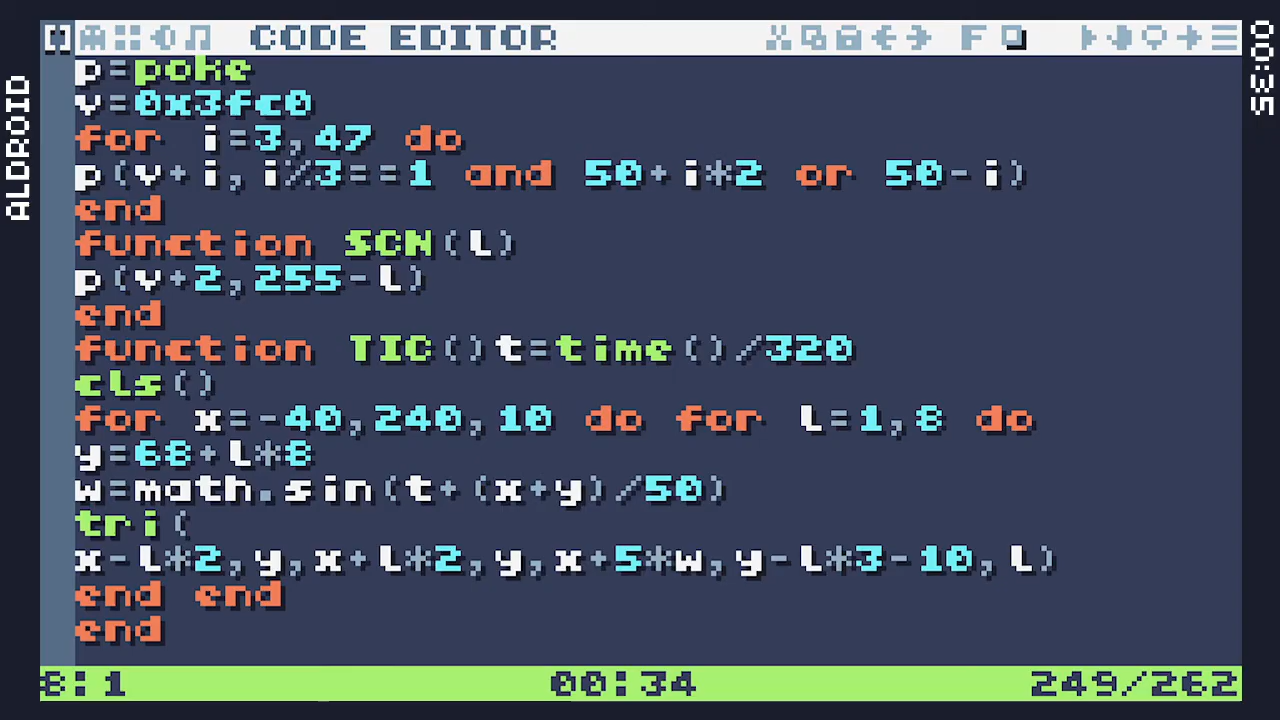 CODE EDITOR
F
p=poke
v=0x3fc0
for i=3,47 do
p(v+i,i%3==1 and 50+i*2 or 50-i)
end
function SCN(l)
p(v+2,255-l)
end
function TIC()t=time()/320
cls()
for x=-40,240,10 do for l=1,8 do
y=68+l*8
w=math.sin(t+(x+y)/50)
tri(
x-l*2,y,x+l*2,y,x+5*w,y-l*3-10,l)
end end
end
8:1 00:34 249/262
ALDROID
00:35